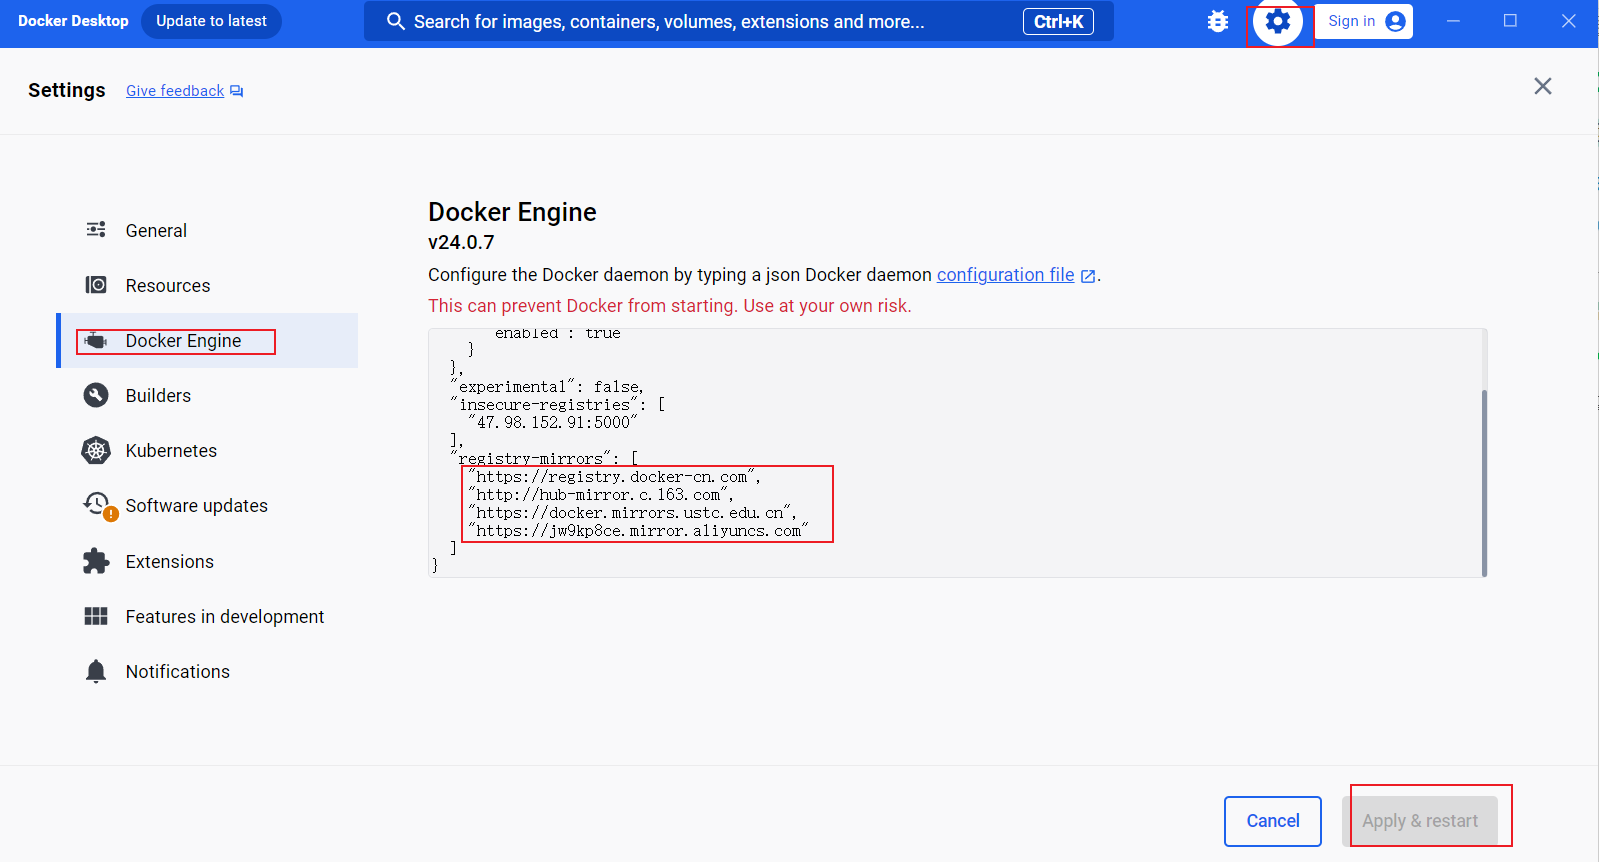 Docker Desktop
Update to latest
Search for images, containers, volumes, extensions and more...
Ctrl+K
Sign in
Settings
Give feedback
General
Resources
Docker Engine
Builders
Kubernetes
Software updates
Extensions
Features in development
Notifications
Docker Engine
v24.0.7
Configure the Docker daemon by typing a json Docker daemon configuration file.
This can prevent Docker from starting. Use at your own risk.
enabled : true
}
},
"experimental": false,
"insecure-registries": [
"47.98.152.91:5000"
],
"registry-mirrors": [
"https://registry.docker-cn.com",
"http://hub-mirror.c.163.com",
"https://docker.mirrors.ustc.edu.cn",
"https://jw9kp8ce.mirror.aliyuncs.com"
]
}
Cancel
Apply & restart